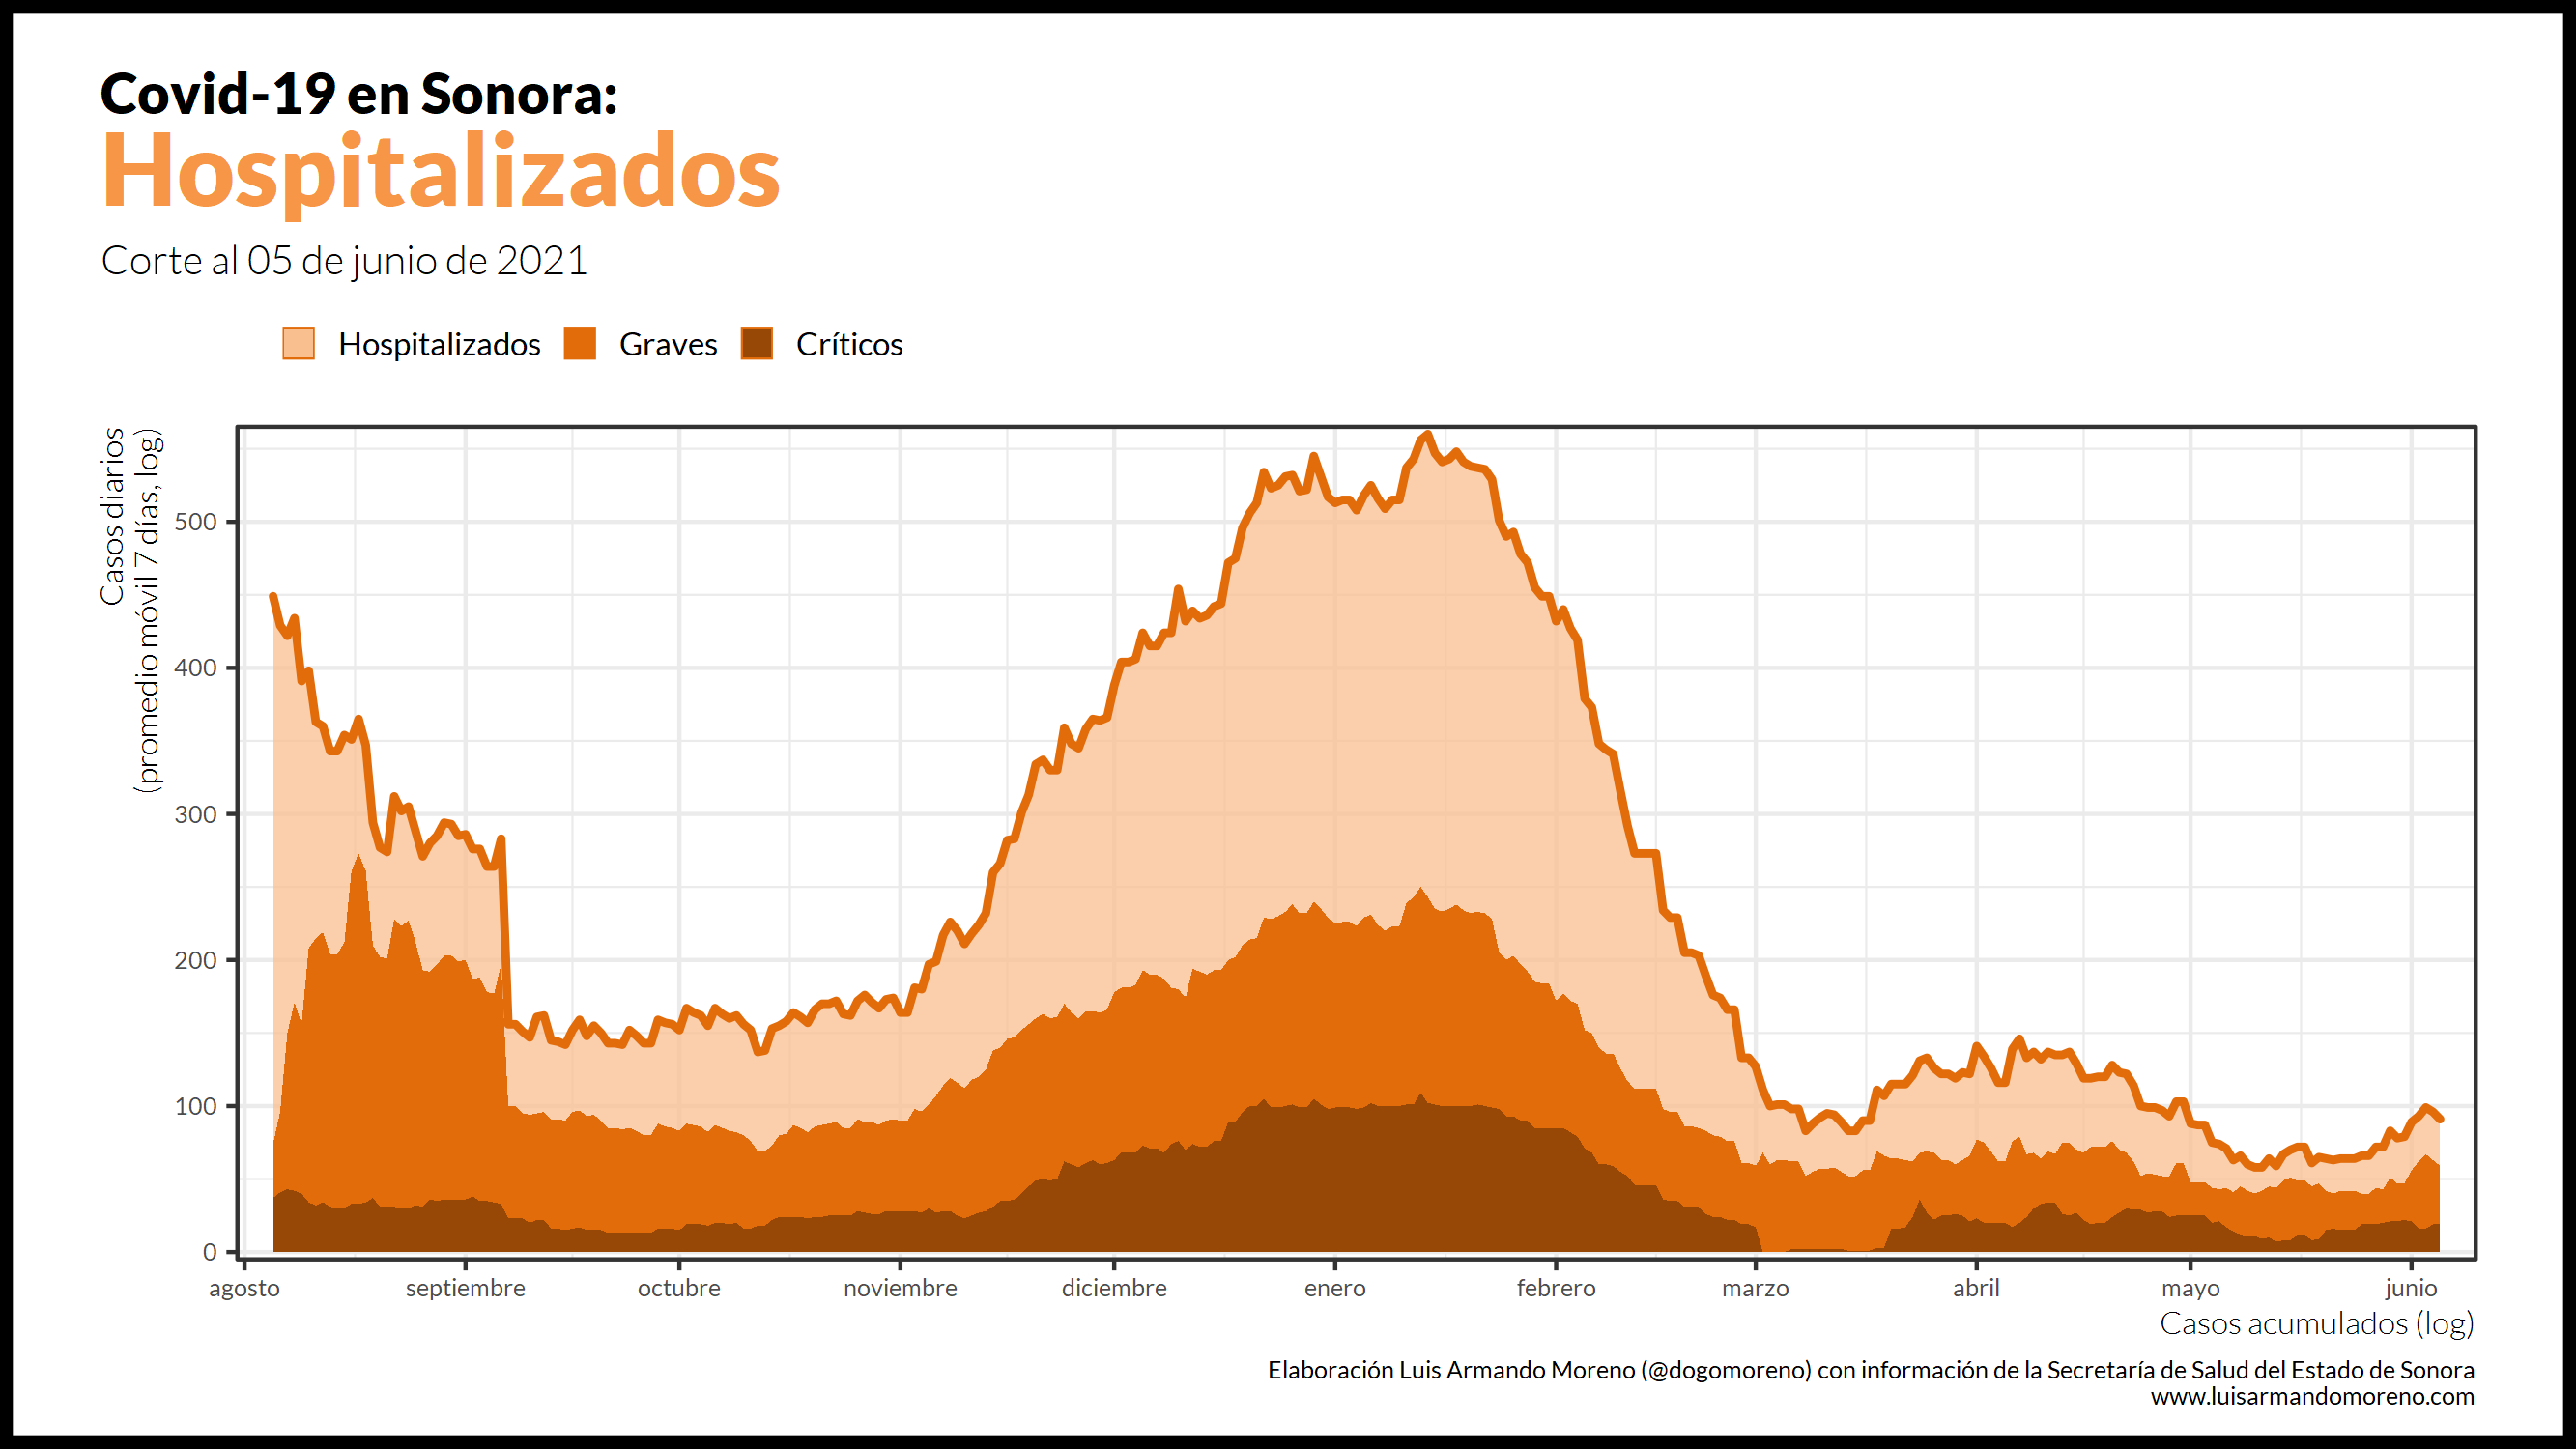 Covid-19 en Sonora:
Hospitalizados
Corte al 05 de junio de 2021
Hospitalizados Graves Críticos
Casos diarios
(promedio móvil 7 días, log)
500
400
300
200
100
0
agosto septiembre octubre noviembre diciembre enero febrero marzo abril mayo junio
Casos acumulados (log)
Elaboración Luis Armando Moreno (@dogomoreno) con información de la Secretaría de Salud del Estado de Sonora
www.luisarmandomoreno.com